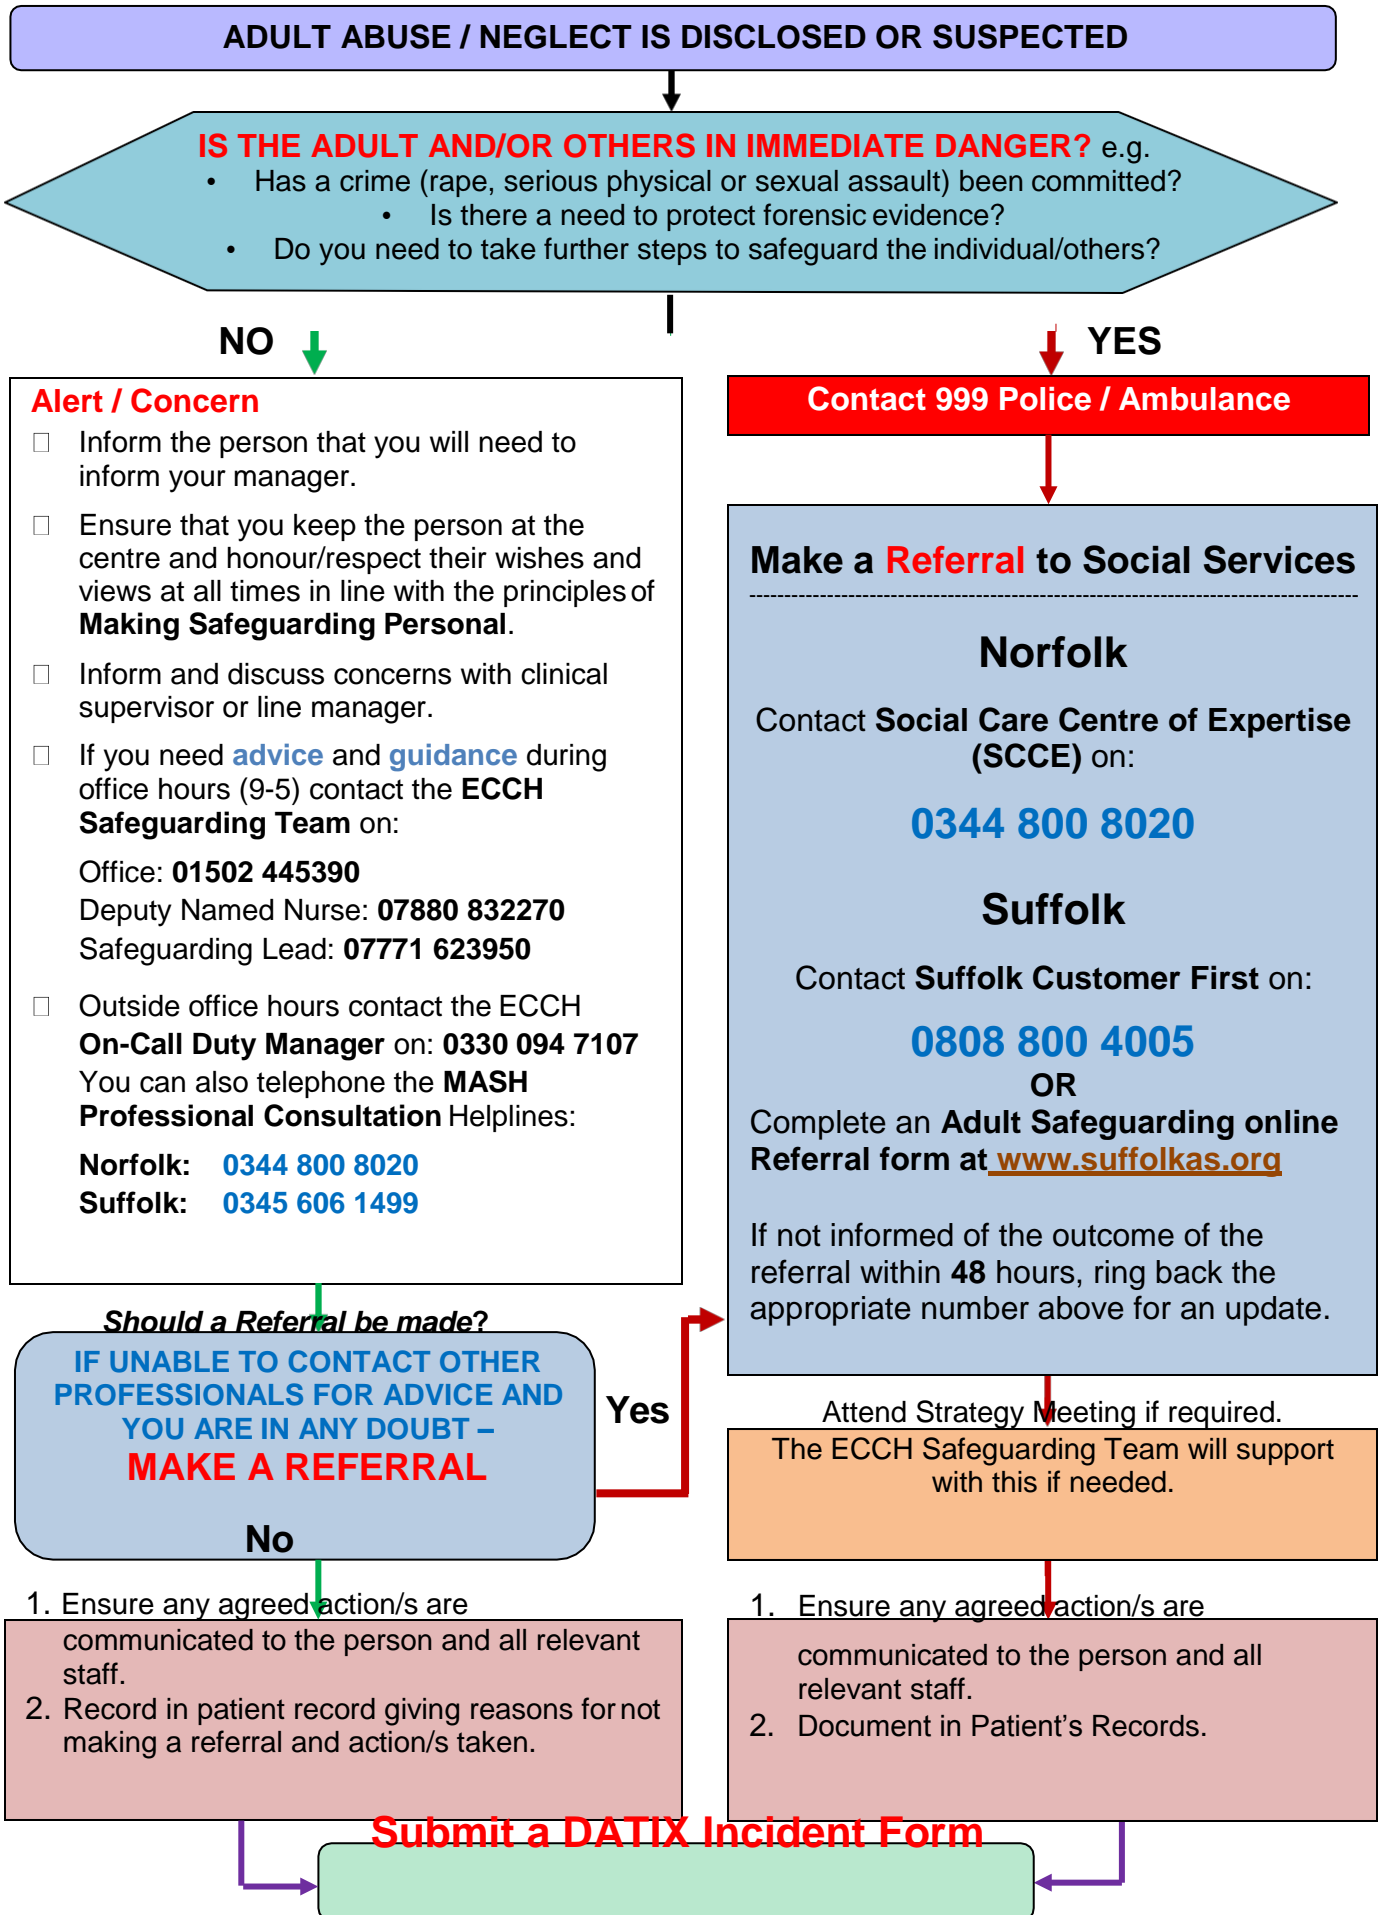 ADULT ABUSE / NEGLECT IS DISCLOSED OR SUSPECTED
IS THE ADULT AND/OR OTHERS IN IMMEDIATE DANGER? e.g.
• Has a crime (rape, serious physical or sexual assault) been committed?
• Is there a need to protect forensic evidence?
• Do you need to take further steps to safeguard the individual/others?
NO
YES
Alert / Concern
Inform the person that you will need to
inform your manager.
Ensure that you keep the person at the
centre and honour/respect their wishes and
views at all times in line with the principles of
Making Safeguarding Personal.
Inform and discuss concerns with clinical
supervisor or line manager.
If you need advice and guidance during
office hours (9-5) contact the ECCH
Safeguarding Team on:
Office: 01502 445390
Deputy Named Nurse: 07880 832270
Safeguarding Lead: 07771 623950
Outside office hours contact the ECCH
On-Call Duty Manager on: 0330 094 7107
You can also telephone the MASH
Professional Consultation Helplines:
Norfolk: 0344 800 8020
Suffolk: 0345 606 1499
Contact 999 Police / Ambulance
Make a Referral to Social Services
Norfolk
Contact Social Care Centre of Expertise
(SCCE) on:
0344 800 8020
Suffolk
Contact Suffolk Customer First on:
0808 800 4005
OR
Complete an Adult Safeguarding online
Referral form at www.suffolkas.org
If not informed of the outcome of the
referral within 48 hours, ring back the
appropriate number above for an update.
Should a Referral be made?
IF UNABLE TO CONTACT OTHER
PROFESSIONALS FOR ADVICE AND
YOU ARE IN ANY DOUBT –
MAKE A REFERRAL
Yes
No
Attend Strategy Meeting if required.
The ECCH Safeguarding Team will support
with this if needed.
1. Ensure any agreed action/s are
communicated to the person and all relevant
staff.
2. Record in patient record giving reasons for not
making a referral and action/s taken.
1. Ensure any agreed action/s are
communicated to the person and all
relevant staff.
2. Document in Patient’s Records.
Submit a DATIX Incident Form